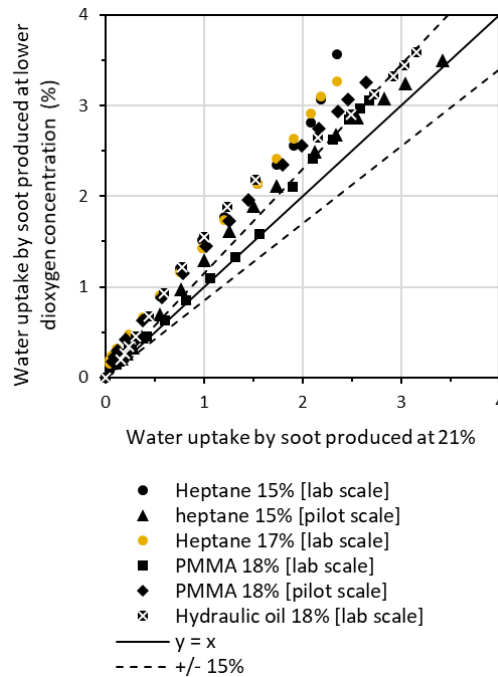 Water uptake by soot produced at lower
dioxygen concentration (%)
4
3
2
1
0
0 1 2 3 4
Water uptake by soot produced at 21%
Heptane 15% [lab scale]
heptane 15% [pilot scale]
Heptane 17% [lab scale]
PMMA 18% [lab scale]
PMMA 18% [pilot scale]
Hydraulic oil 18% [lab scale]
y = x
+/- 15%